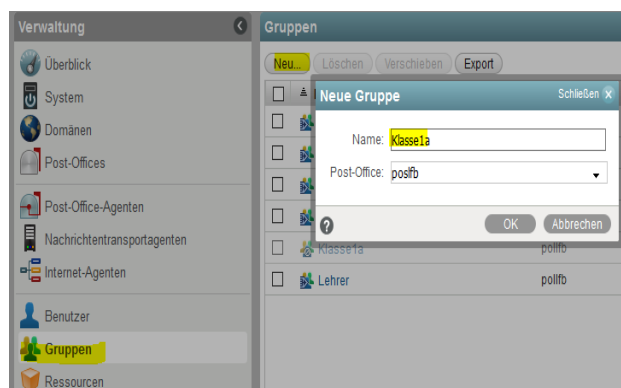 Verwaltung
Überblick
System
Domänen
Post-Offices
Post-Office-Agenten
Nachrichtentransportagenten
Internet-Agenten
Benutzer
Gruppen
Ressourcen
Gruppen
Neu... Löschen Verschieben Export
Neue Gruppe Schließen x
Name: Klasse1a
Post-Office: poslfb
OK Abbrechen
Klasse1a pollfb
Lehrer pollfb